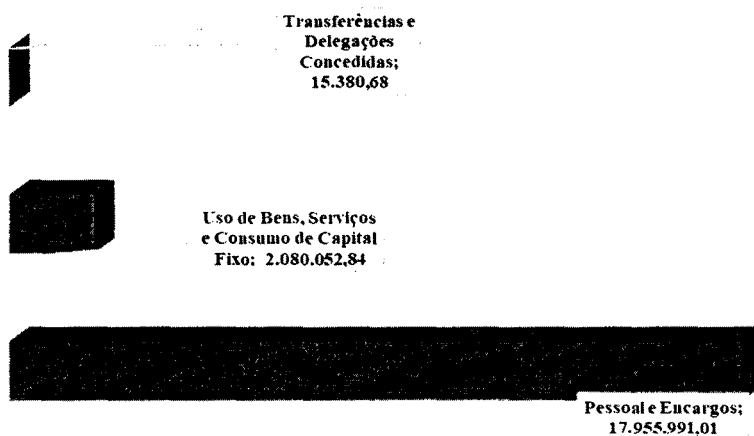 Transferências e
Delegações
Concedidas;
15.380,68
Uso de Bens, Serviços
e Consumo de Capital
Fixo; 2.080.052,84
Pessoal e Encargos;
17.955.991,01